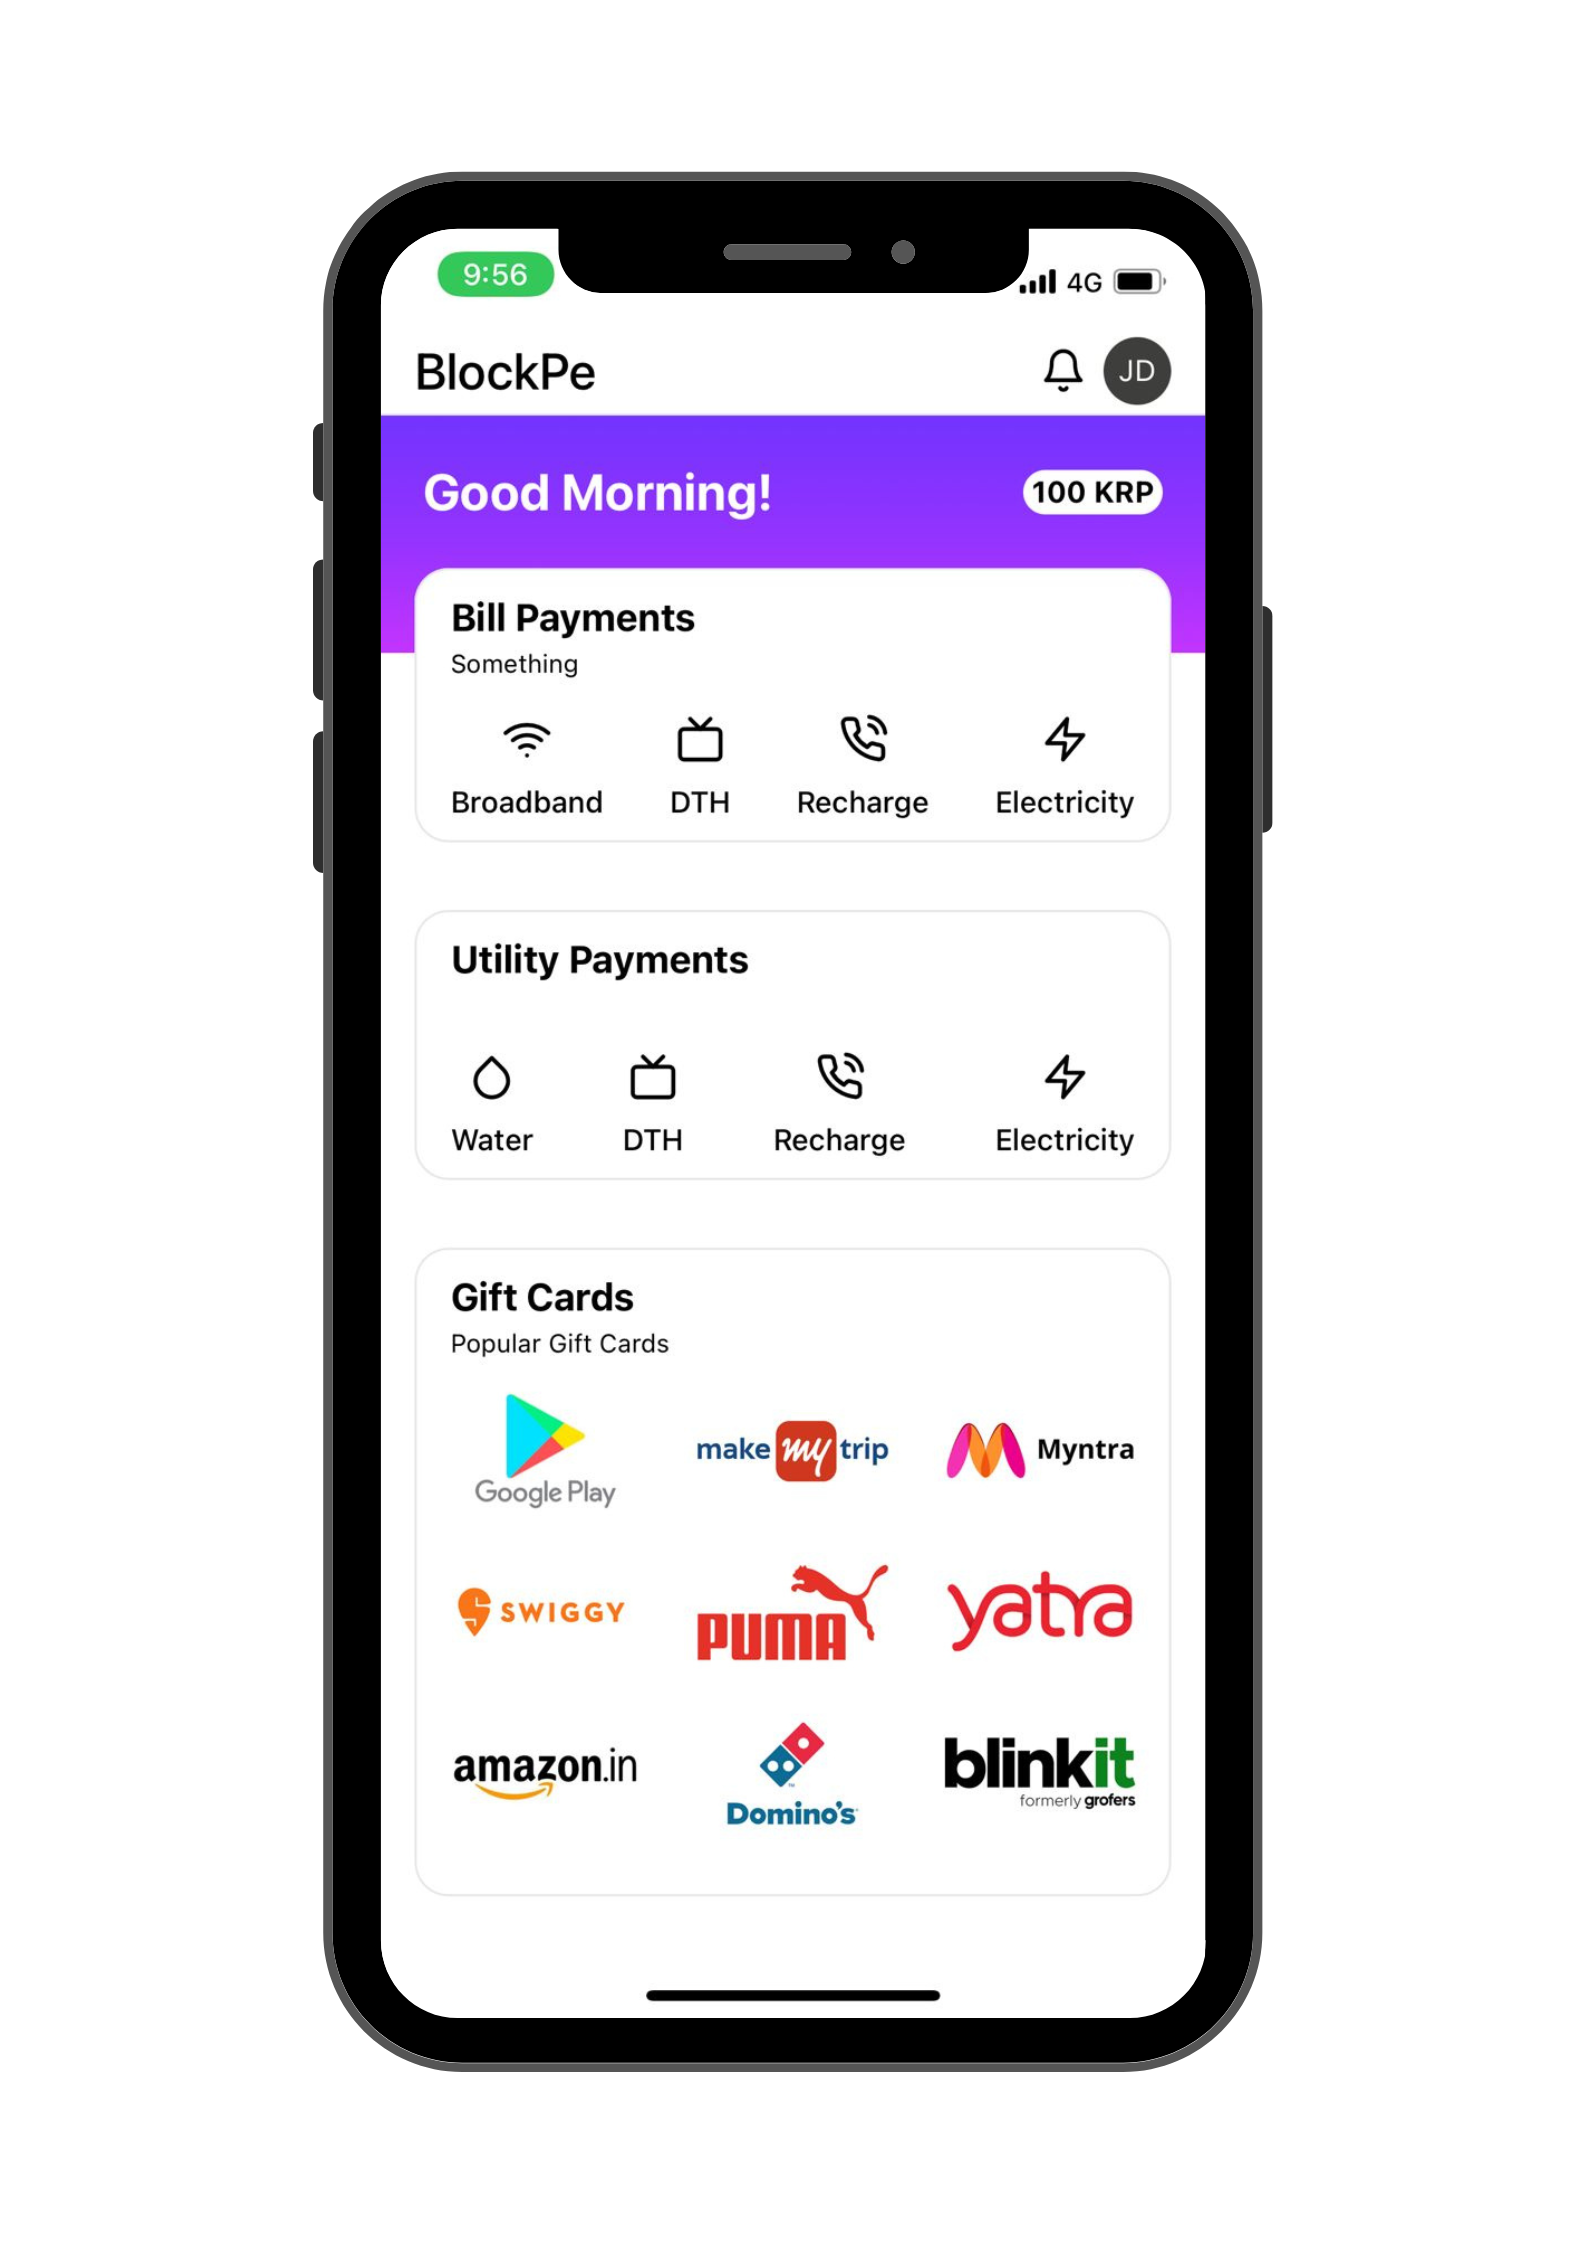 9:56
4G
BlockPe
JD
Good Morning!
100 KRP
Bill Payments
Something
Broadband DTH Recharge Electricity
Utility Payments
Water DTH Recharge Electricity
Gift Cards
Popular Gift Cards
Google Play
make my trip
Myntra
SWIGGY
PUMA
yatra
amazon.in
Domino's
blinkit
formerly grofers